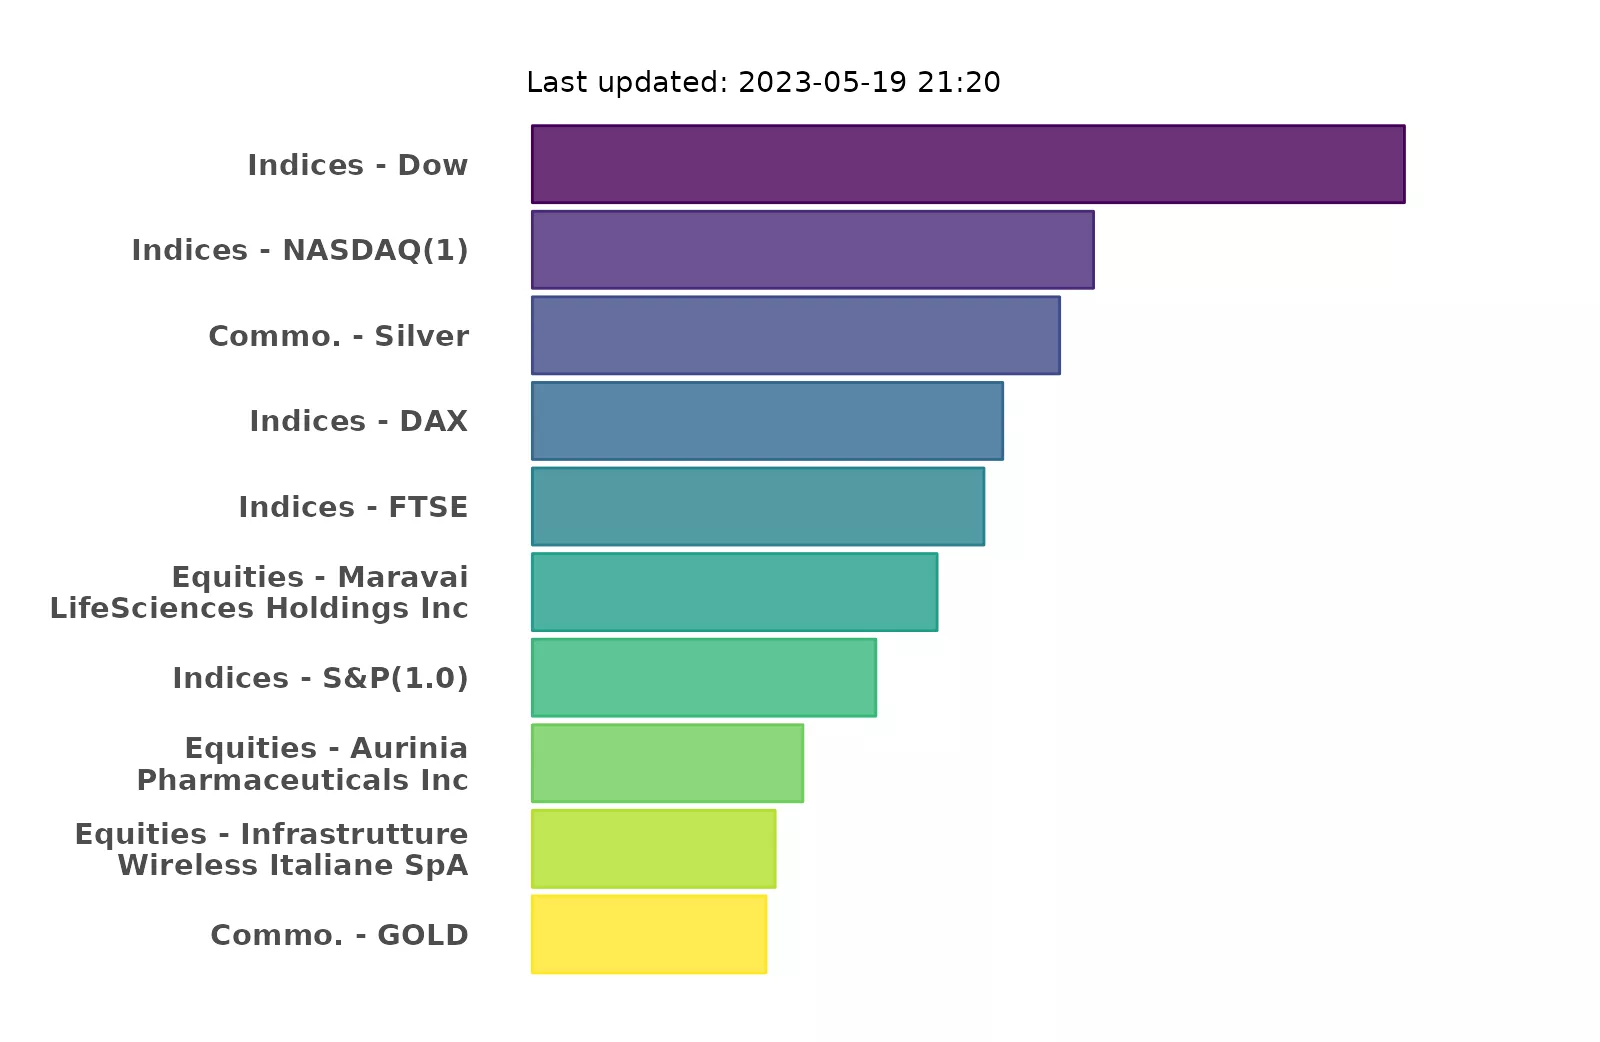 Last updated: 2023-05-19 21:20
Indices - Dow
Indices - NASDAQ(1)
Commo. - Silver
Indices - DAX
Indices - FTSE
Equities - Maravai
LifeSciences Holdings Inc
Indices - S&P(1.0)
Equities - Aurinia
Pharmaceuticals Inc
Equities - Infrastrutture
Wireless Italiane SpA
Commo. - GOLD